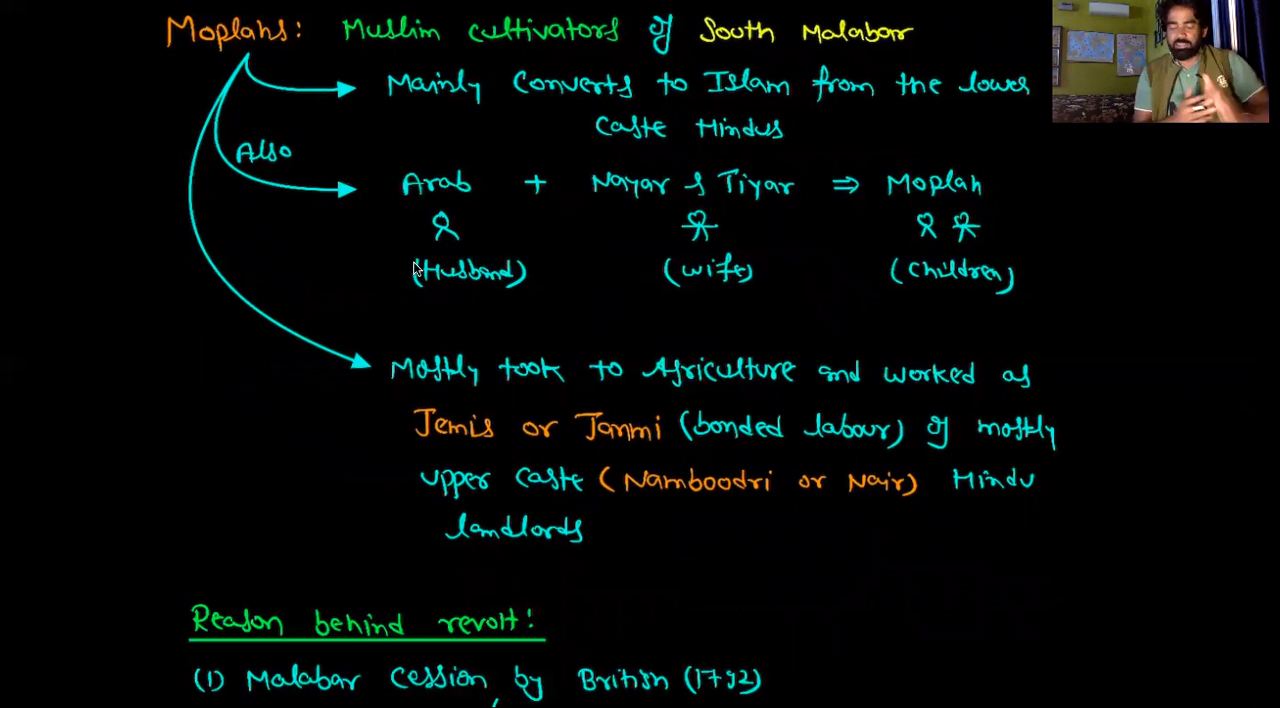 Moplahs: Muslim cultivators of South Malabar
Mainly Converts to Islam from the lower
Caste Hindus
Also
Arab + Nayar & Tiyar ⇒ Moplah
(Husband) (wife) (children)
Mostly took to Agriculture and worked as
Jemis or Janmi (bonded labour) of mostly
upper caste (Namboodri or Nair) Hindu
landlords
Reason behind revolt!
(1) Malabar cession by British (1792)